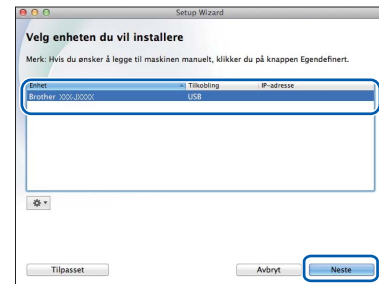 Setup Wizard
Velg enheten du vil installere
Merk: Hvis du ønsker å legge til maskinen manuelt, klikker du på knappen Egendefinert.
Enhet Tilkobling IP-adresse
Brother XXX-JXXXX USB
Tilpasset Avbryt Neste